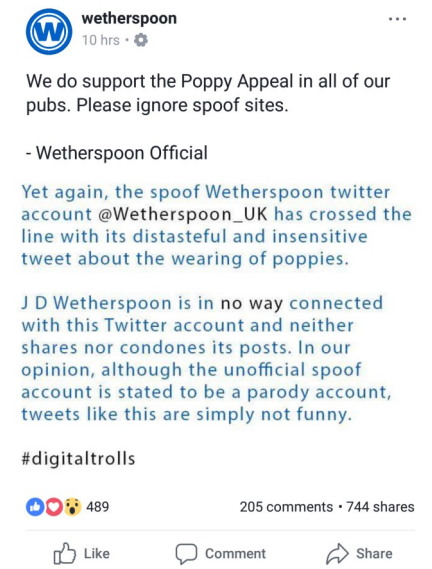 W
wetherspoon
10 hrs ·
We do support the Poppy Appeal in all of our
pubs. Please ignore spoof sites.
- Wetherspoon Official
Yet again, the spoof Wetherspoon twitter
account @Wetherspoon_UK has crossed the
line with its distasteful and insensitive
tweet about the wearing of poppies.
J D Wetherspoon is in no way connected
with this Twitter account and neither
shares nor condones its posts. In our
opinion, although the unofficial spoof
account is stated to be a parody account,
tweets like this are simply not funny.
#digitaltrolls
489 205 comments • 744 shares
Like Comment Share